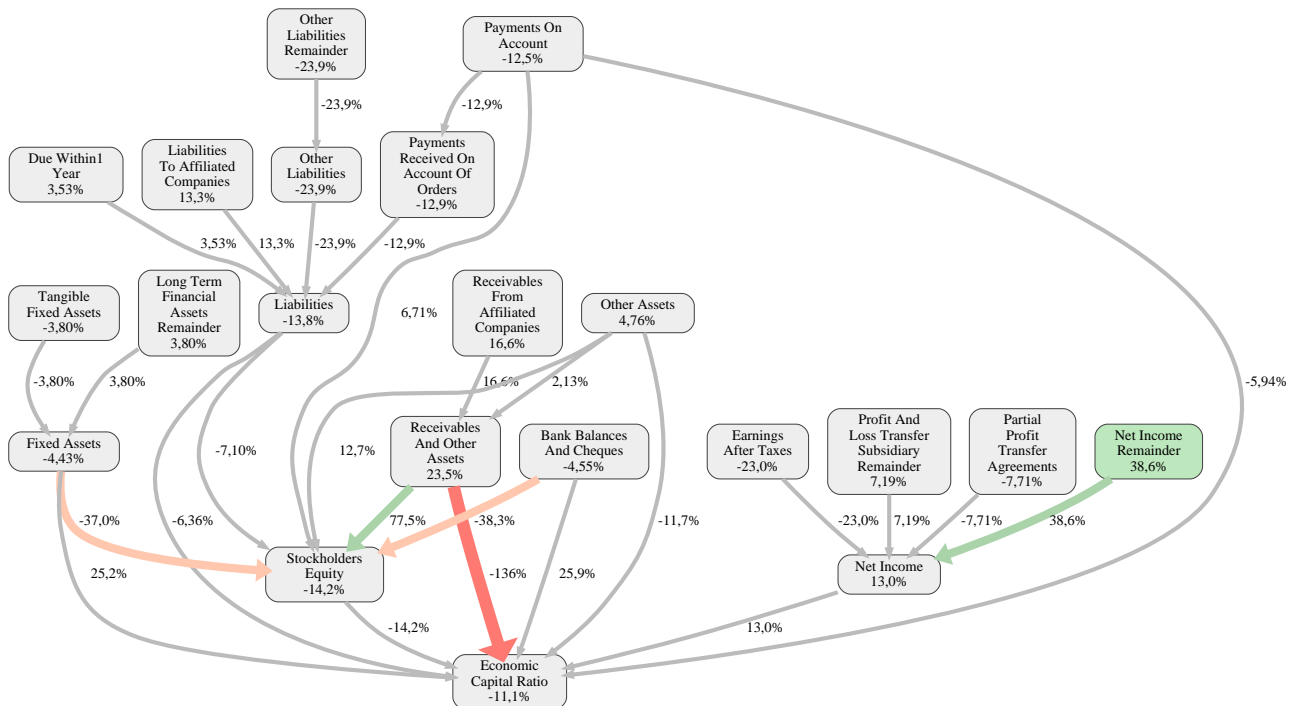 Other
Liabilities
Remainder
-23,9%
Payments On
Account
-12,5%
-23,9%
-12,9%
Due Within1
Year
3,53%
Liabilities
To Affiliated
Companies
13,3%
Other
Liabilities
-23,9%
Payments
Received On
Account Of
Orders
-12,9%
3,53%
13,3%
-23,9%
-12,9%
Tangible
Fixed Assets
-3,80%
Long Term
Financial
Assets
Remainder
3,80%
Liabilities
-13,8%
6,71%
Receivables
From
Affiliated
Companies
16,6%
Other Assets
4,76%
-3,80%
3,80%
16,6%
2,13%
-5,94%
Fixed Assets
-4,43%
-7,10%
12,7%
Receivables
And Other
Assets
23,5%
Bank Balances
And Cheques
-4,55%
Earnings
After Taxes
-23,0%
Profit And
Loss Transfer
Subsidiary
Remainder
7,19%
Partial
Profit
Transfer
Agreements
-7,71%
Net Income
Remainder
38,6%
-37,0%
-6,36%
77,5%
-38,3%
-11,7%
-23,0%
7,19%
-7,71%
38,6%
25,2%
Stockholders
Equity
-14,2%
-136%
25,9%
Net Income
13,0%
-14,2%
13,0%
Economic
Capital Ratio
-11,1%